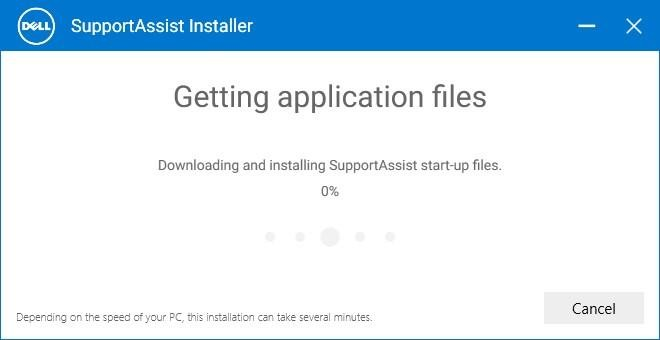 DELL SupportAssist Installer
Getting application files
Downloading and installing SupportAssist start-up files.
0%
Cancel
Depending on the speed of your PC, this installation can take several minutes.